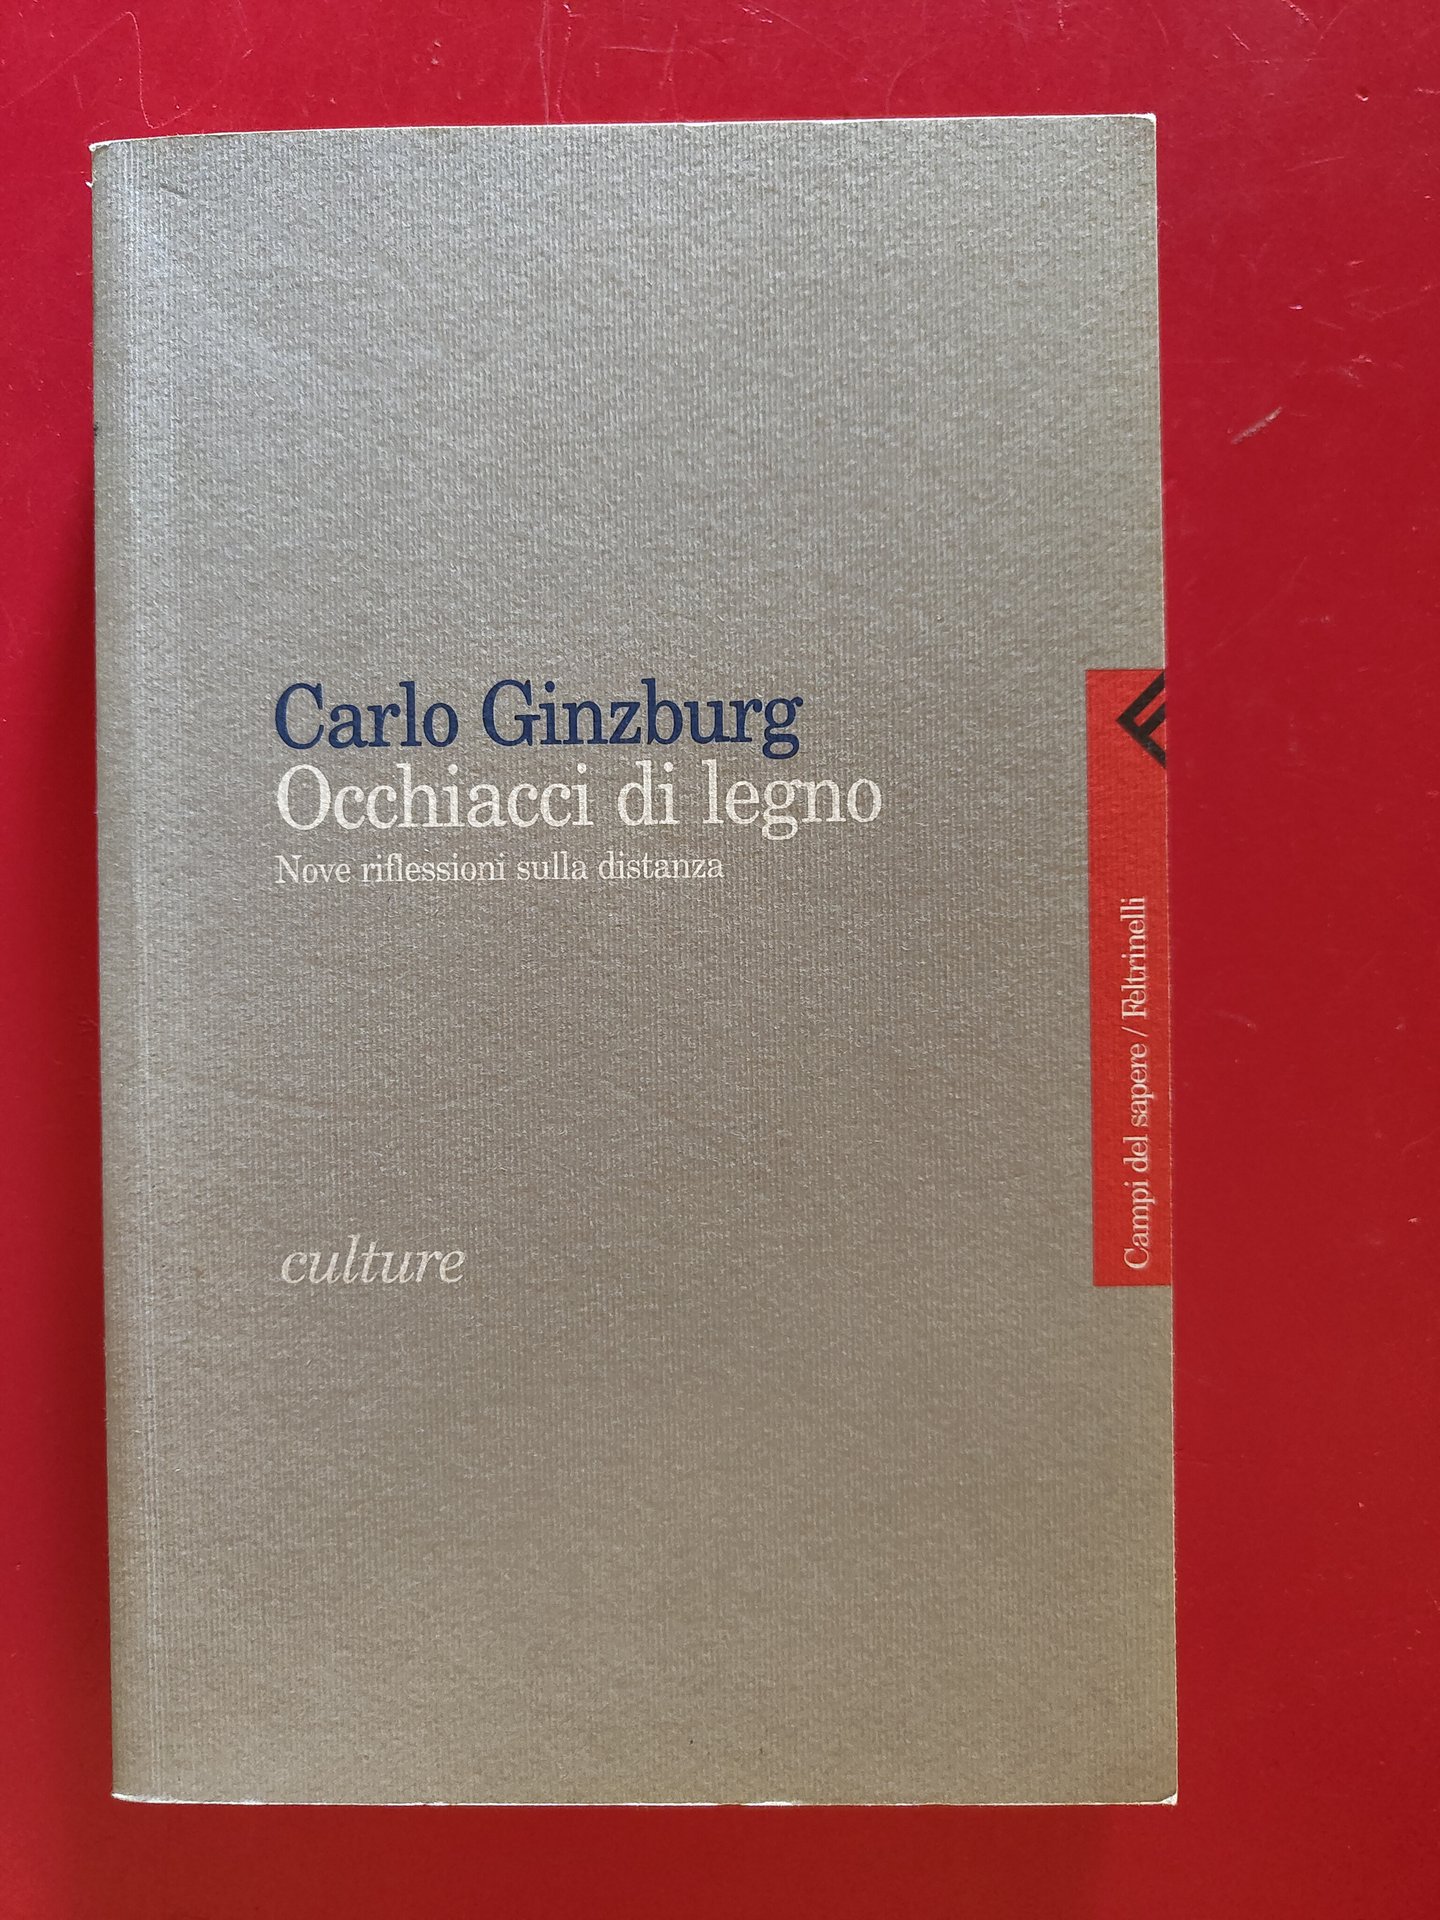 Carlo Ginzburg
Occhiacci di legno
Nove riflessioni sulla distanza
culture
Campi del sapere / Feltrinelli